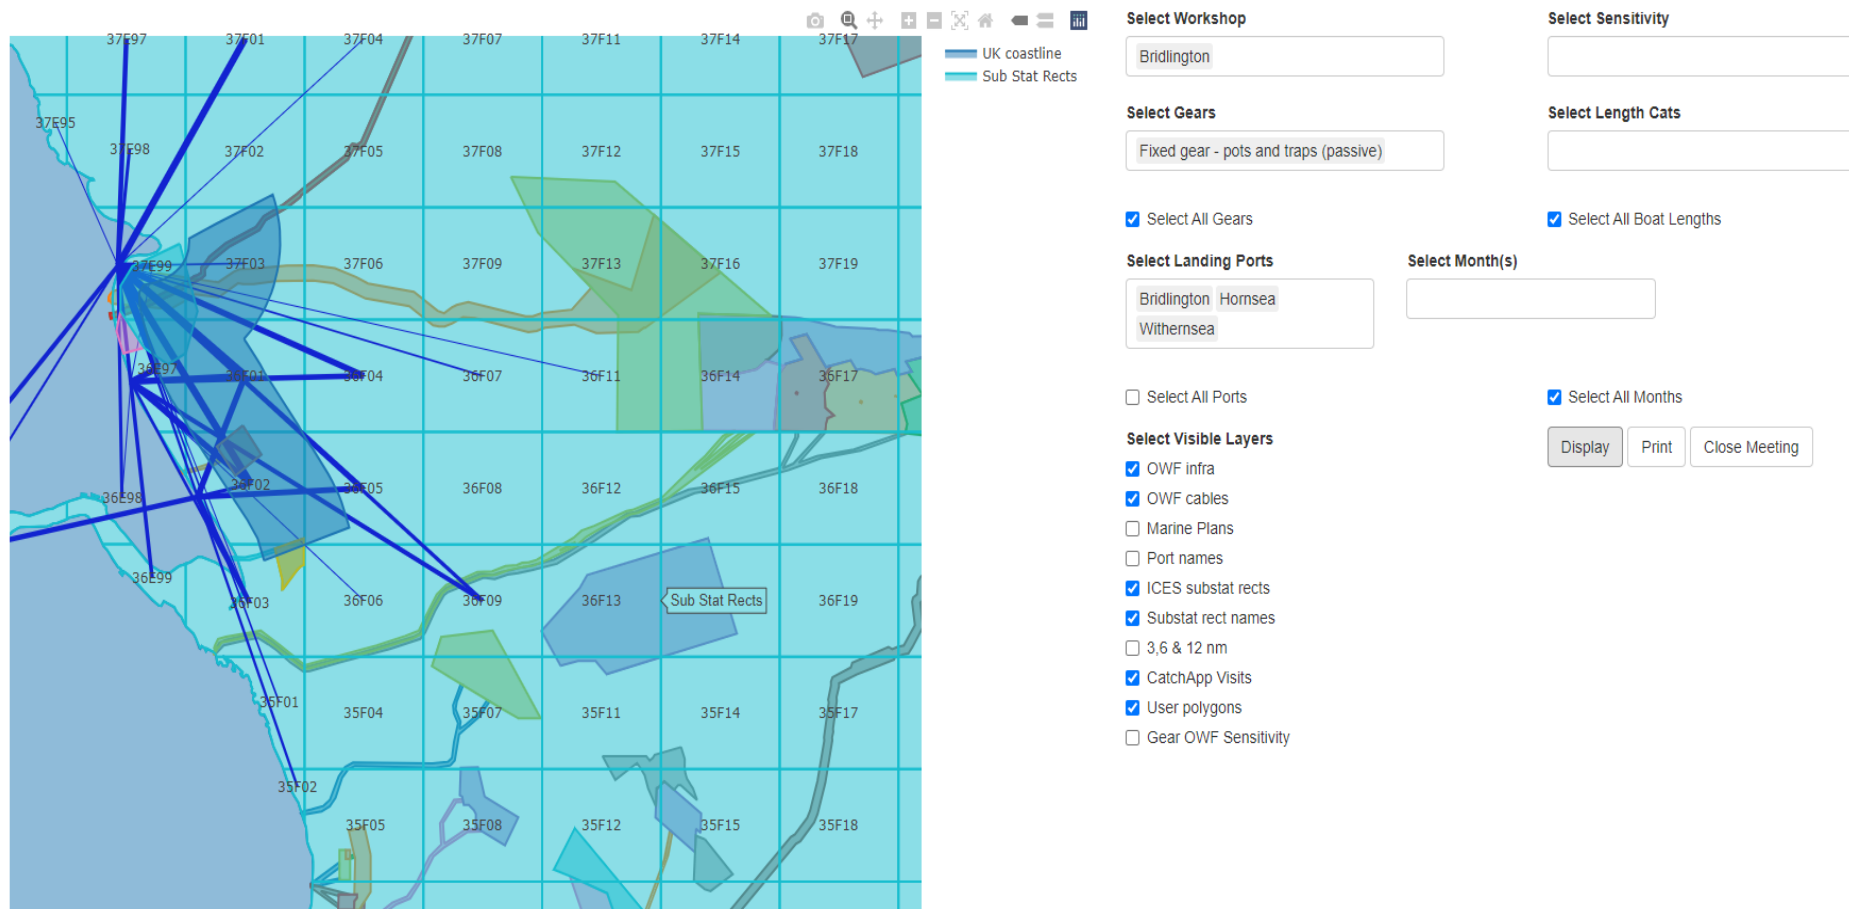 37E97 37F01 37F04 37F07 37F11 37F14 37F17
UK coastline
Sub Stat Rects
37E95
37E98 37F02 37F05 37F08 37F12 37F15 37F18
37E99 37F03 37F06 37F09 37F13 37F16 37F19
36E97 36F01 36F04 36F07 36F11 36F14 36F17
36E98 36F02 36F05 36F08 36F12 36F15 36F18
36E99 36F03 36F06 36F09 36F13 Sub Stat Rects 36F19
35F01 35F04 35F07 35F11 35F14 35F17
35F02
35F05 35F08 35F12 35F15 35F18
Select Workshop
Bridlington
Select Sensitivity
Select Gears
Fixed gear - pots and traps (passive)
Select Length Cats
Select All Gears
Select All Boat Lengths
Select Landing Ports
Bridlington Hornsea
Withernsea
Select Month(s)
Select All Ports
Select All Months
Select Visible Layers
Display Print Close Meeting
OWF infra
OWF cables
Marine Plans
Port names
ICES substat rects
Substat rect names
3,6 & 12 nm
CatchApp Visits
User polygons
Gear OWF Sensitivity